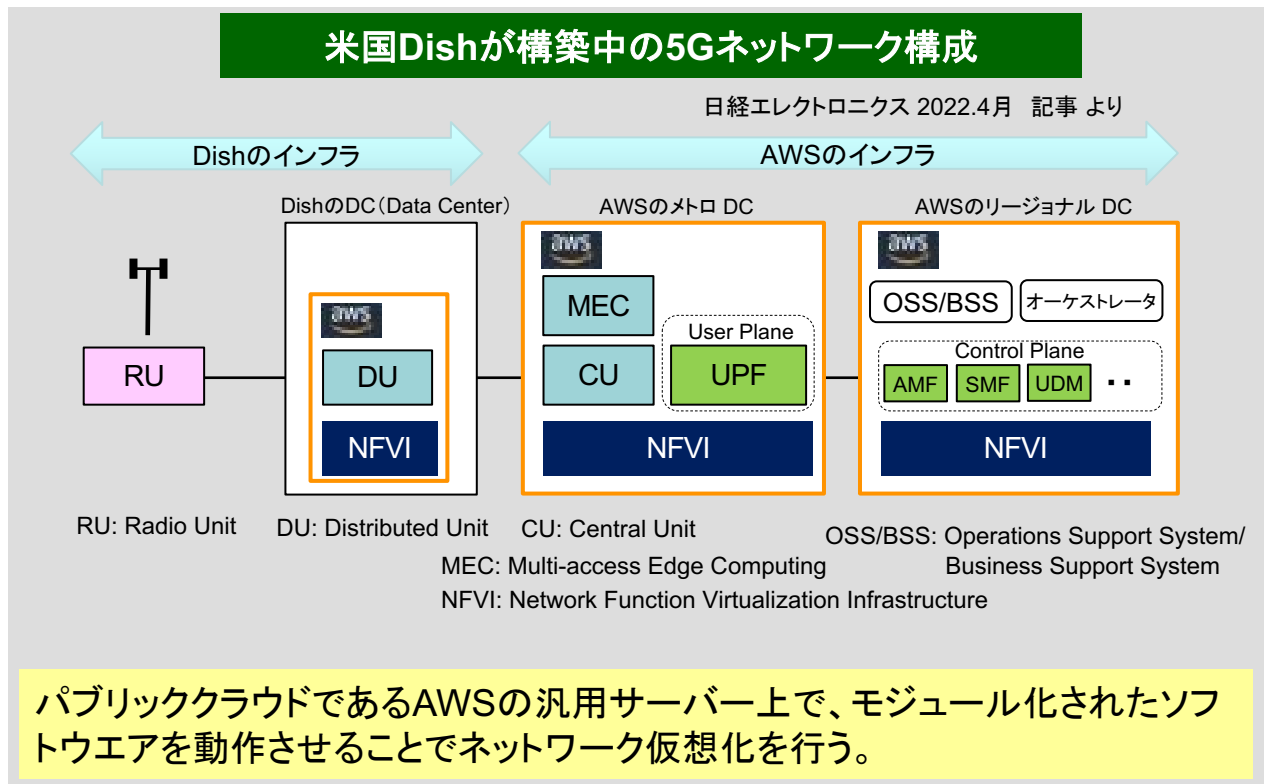 米国Dishが構築中の5Gネットワーク構成
日経エレクトロニクス 2022.4月 記事 より
Dishのインフラ
AWSのインフラ
DishのDC(Data Center)
AWSのメトロ DC
AWSのリージョナル DC
aws
aws
aws
MEC
OSS/BSS
オーケストレータ
User Plane
Control Plane
RU
DU
CU
UPF
AMF
SMF
UDM
・・
NFVI
NFVI
NFVI
RU: Radio Unit
DU: Distributed Unit
CU: Central Unit
OSS/BSS: Operations Support System/
Business Support System
MEC: Multi-access Edge Computing
NFVI: Network Function Virtualization Infrastructure
パブリッククラウドであるAWSの汎用サーバー上で、モジュール化されたソフ
トウエアを動作させることでネットワーク仮想化を行う。